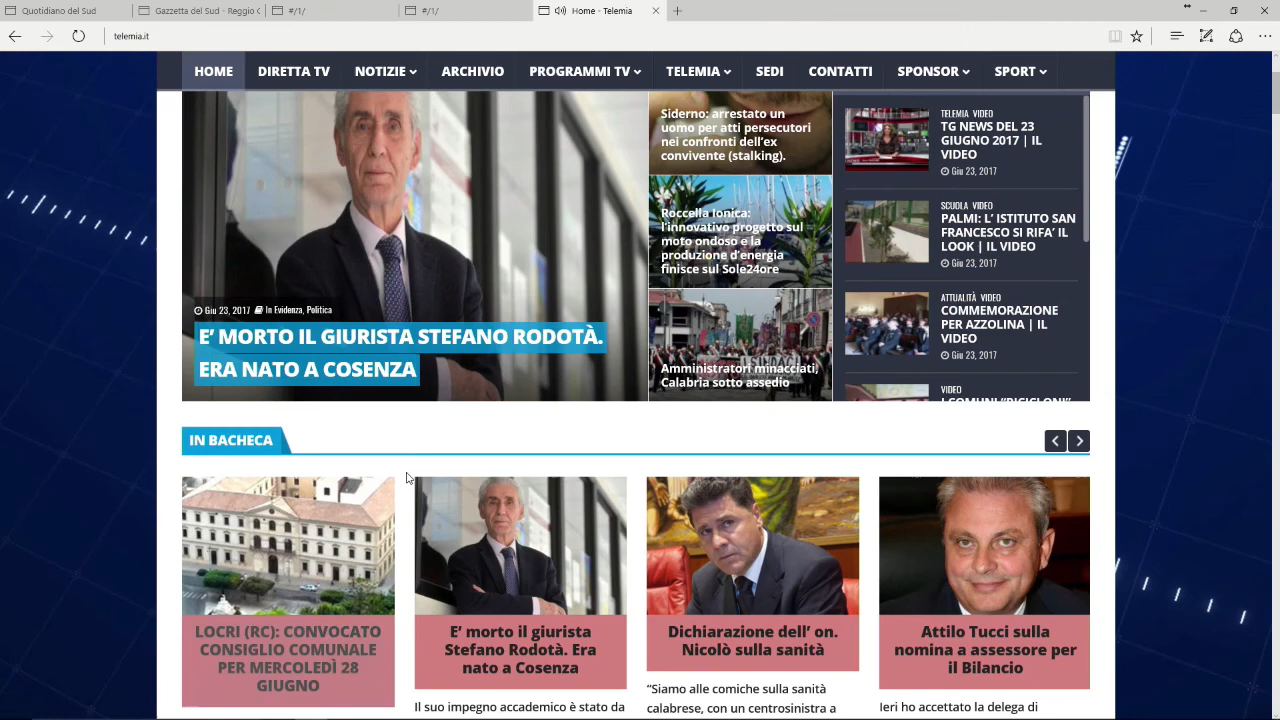 Quotidiano del Sud
Gazzetta del Sud - Reggio C
#/1/
#/1/
Home - Telemia
telemia.it
HOME DIRETTA TV NOTIZIE ARCHIVIO PROGRAMMI TV TELEMIA SEDI CONTATTI SPONSOR SPORT
Giu 23, 2017 In Evidenza, Politica
E’ MORTO IL GIURISTA STEFANO RODOTÀ.
ERA NATO A COSENZA
Siderno: arrestato un
uomo per atti persecutori
nei confronti dell’ex
convivente (stalking).
Roccella Ionica:
l’innovativo progetto sul
moto ondoso e la
produzione d’energia
finisce sul Sole24ore
Amministratori minacciati,
Calabria sotto assedio
TELEMIA VIDEO
TG NEWS DEL 23
GIUGNO 2017 | IL
VIDEO
Giu 23, 2017
SCUOLA VIDEO
PALMI: L’ ISTITUTO SAN
FRANCESCO SI RIFA’ IL
LOOK | IL VIDEO
Giu 23, 2017
ATTUALITÀ VIDEO
COMMEMORAZIONE
PER AZZOLINA | IL
VIDEO
Giu 23, 2017
VIDEO
I COMUNI “RICICLONI”
IN BACHECA
LOCRI (RC): CONVOCATO
CONSIGLIO COMUNALE
PER MERCOLEDÌ 28
GIUGNO
E’ morto il giurista
Stefano Rodotà. Era
nato a Cosenza
Il suo impegno accademico è stato da
Dichiarazione dell’ on.
Nicolò sulla sanità
“Siamo alle comiche sulla sanità
calabrese, con un centrosinistra a
Attilo Tucci sulla
nomina a assessore per
il Bilancio
Ieri ho accettato la delega di